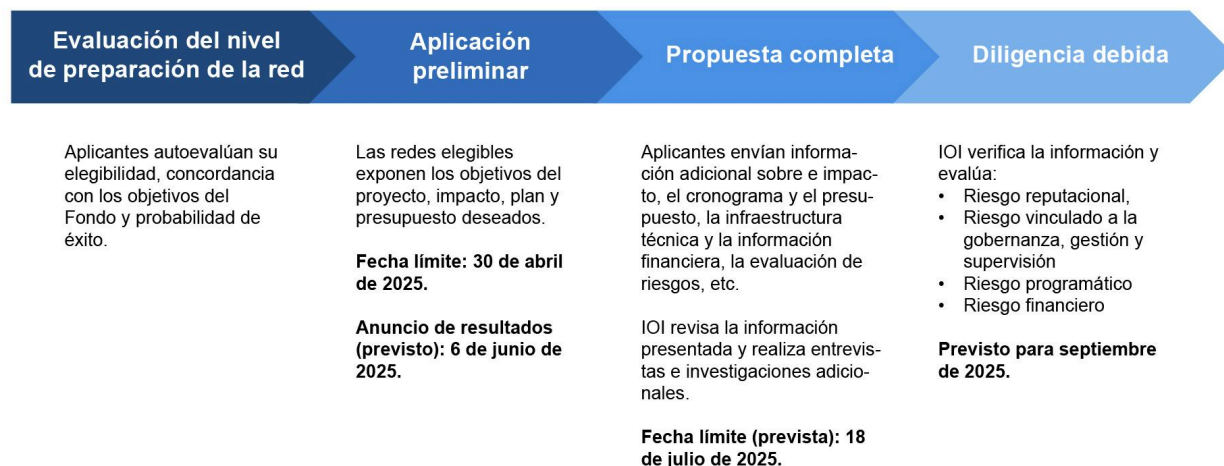 Evaluación del nivel
de preparación de la red
Aplicación
preliminar
Propuesta completa
Diligencia debida
Aplicantes autoevalúan su
elegibilidad, concordancia
con los objetivos del
Fondo y probabilidad de
éxito.
Las redes elegibles
exponen los objetivos del
proyecto, impacto, plan y
presupuesto deseados.
Fecha límite: 30 de abril
de 2025.
Anuncio de resultados
(previsto): 6 de junio de
2025.
Aplicantes envían informa-
ción adicional sobre e impac-
to, el cronograma y el presu-
puesto, la infraestructura
técnica y la información
financiera, la evaluación de
riesgos, etc.
IOI revisa la información
presentada y realiza entrevis-
tas e investigaciones adicio-
nales.
Fecha límite (prevista): 18
de julio de 2025.
IOI verifica la información y
evalúa:
• Riesgo reputacional,
• Riesgo vinculado a la
gobernanza, gestión y
supervisión
• Riesgo programático
• Riesgo financiero
Previsto para septiembre
de 2025.